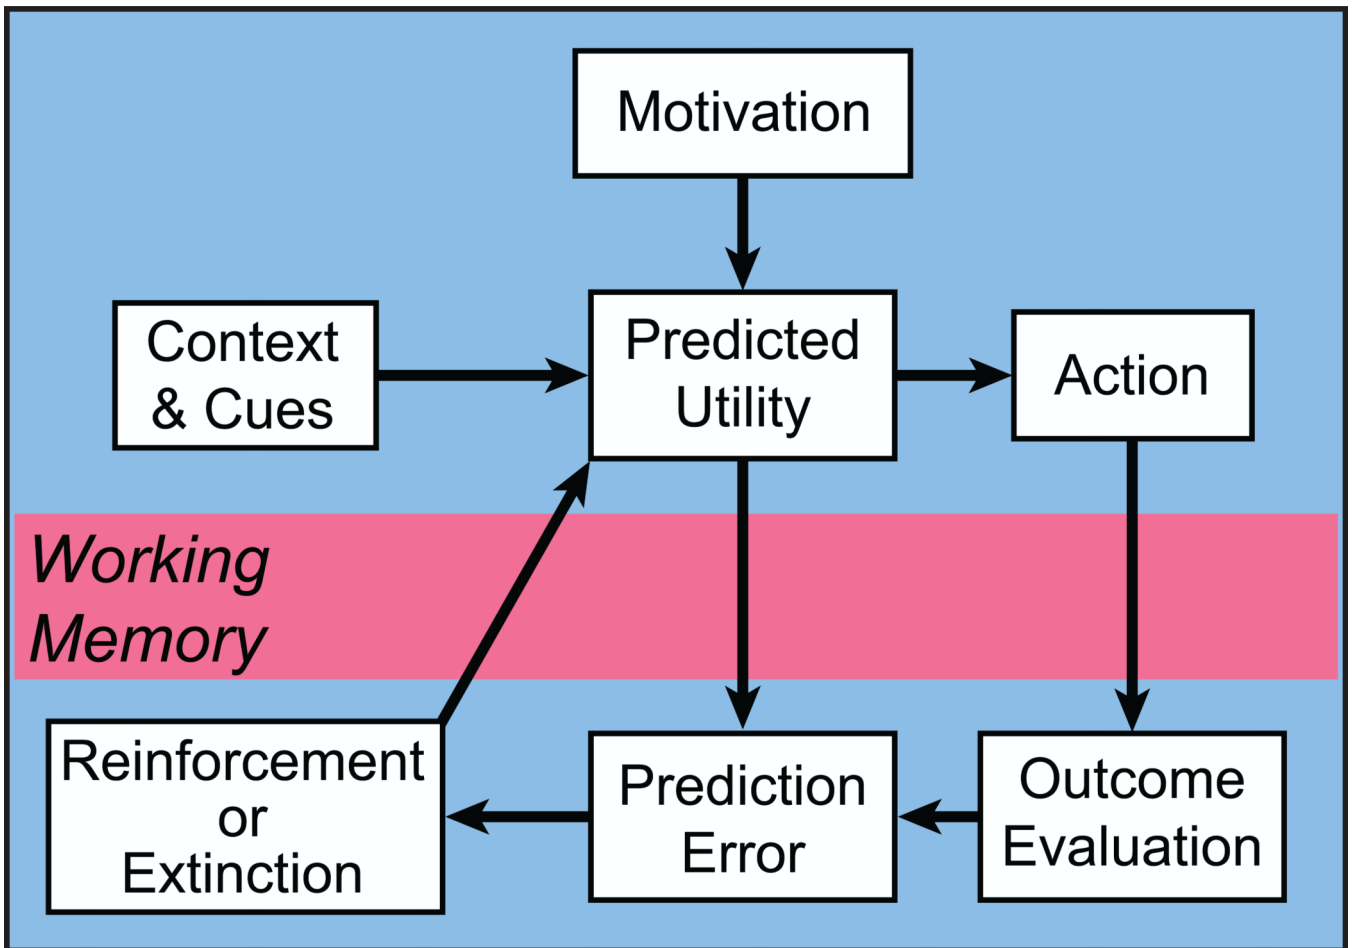 Motivation
Context
& Cues
Predicted
Utility
Action
Working
Memory
Reinforcement
or
Extinction
Prediction
Error
Outcome
Evaluation